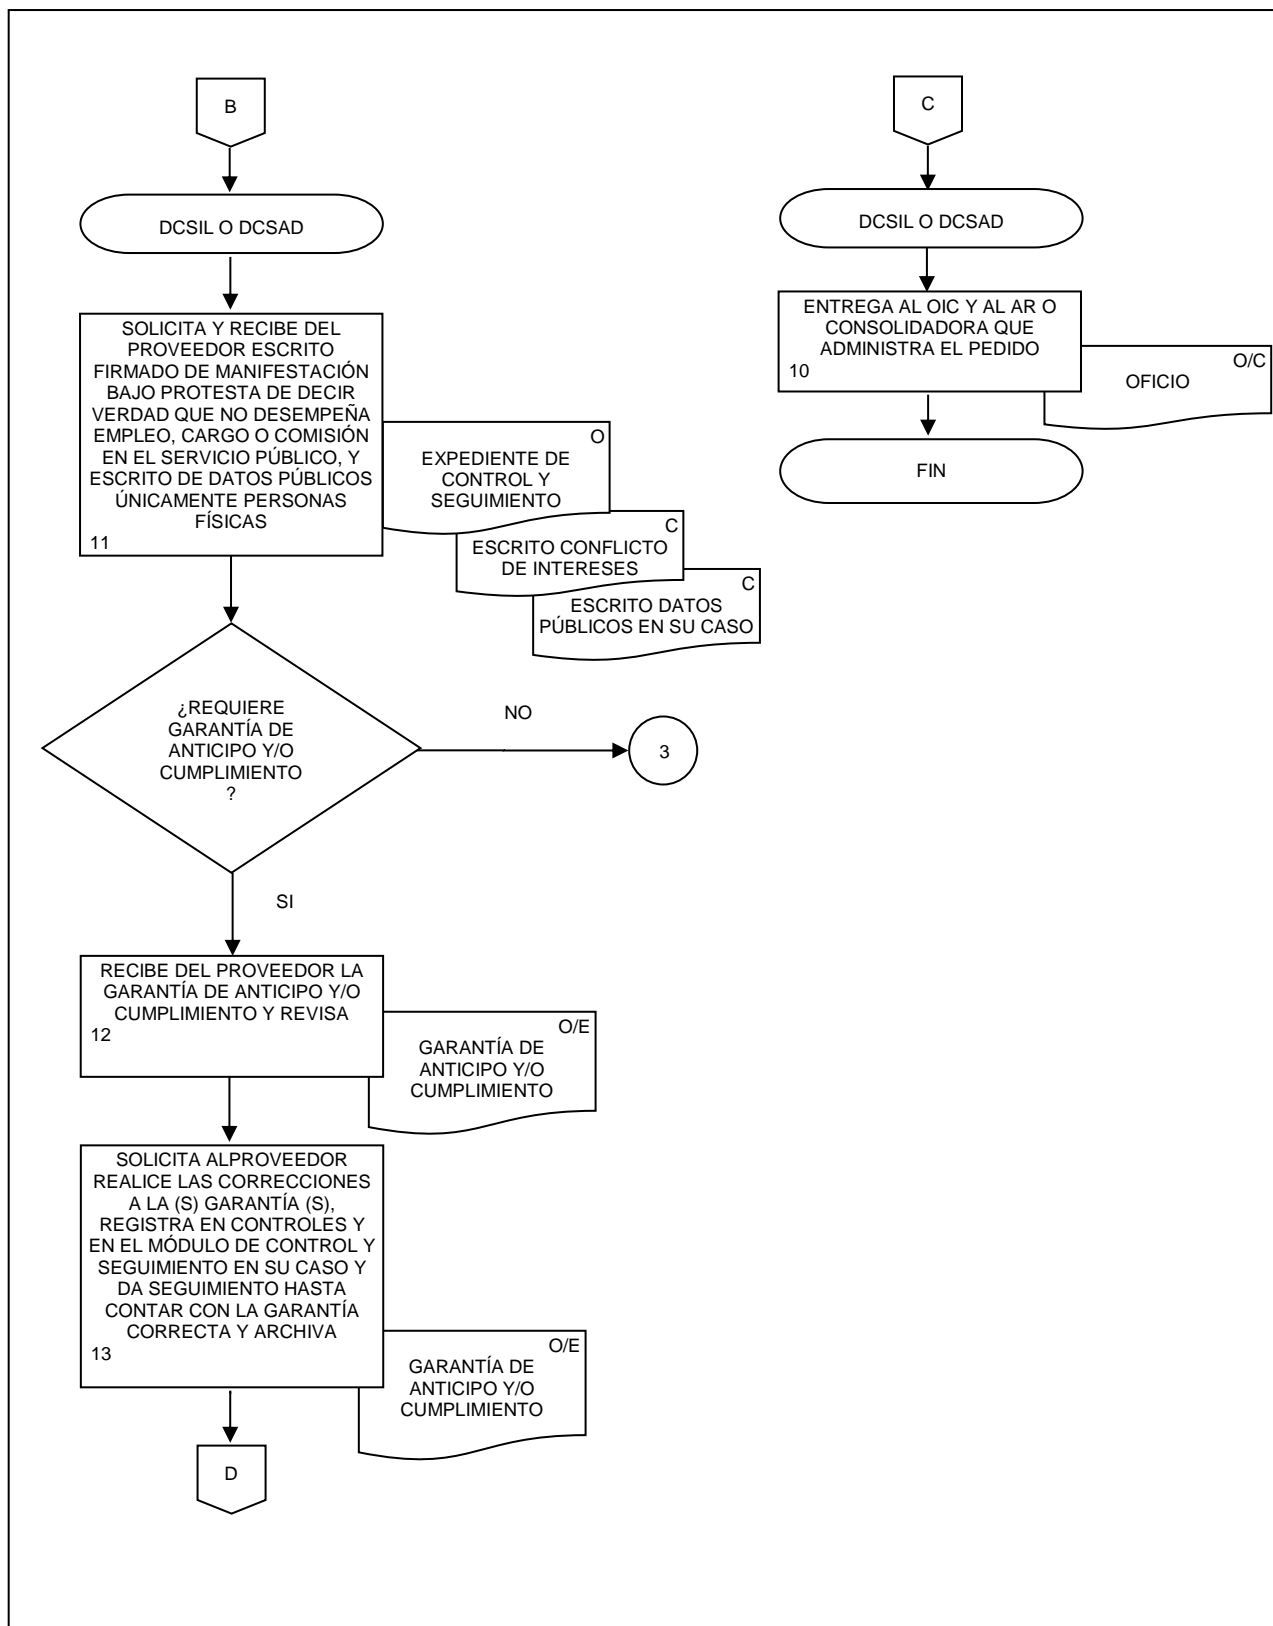 B
DCSIL O DCSAD
SOLICITA Y RECIBE DEL
PROVEEDOR ESCRITO
FIRMADO DE MANIFESTACIÓN
BAJO PROTESTA DE DECIR
VERDAD QUE NO DESEMPEÑA
EMPLEO, CARGO O COMISIÓN
EN EL SERVICIO PÚBLICO, Y
ESCRITO DE DATOS PÚBLICOS
ÚNICAMENTE PERSONAS
FÍSICAS
11
O
EXPEDIENTE DE
CONTROL Y
SEGUIMIENTO
C
ESCRITO CONFLICTO
DE INTERESES
C
ESCRITO DATOS
PÚBLICOS EN SU CASO
¿REQUIERE
GARANTÍA DE
ANTICIPO Y/O
CUMPLIMIENTO
?
NO
3
SI
RECIBE DEL PROVEEDOR LA
GARANTÍA DE ANTICIPO Y/O
CUMPLIMIENTO Y REVISA
12
O/E
GARANTÍA DE
ANTICIPO Y/O
CUMPLIMIENTO
SOLICITA ALPROVEEDOR
REALICE LAS CORRECCIONES
A LA (S) GARANTÍA (S),
REGISTRA EN CONTROLES Y
EN EL MÓDULO DE CONTROL Y
SEGUIMIENTO EN SU CASO Y
DA SEGUIMIENTO HASTA
CONTAR CON LA GARANTÍA
CORRECTA Y ARCHIVA
13
O/E
GARANTÍA DE
ANTICIPO Y/O
CUMPLIMIENTO
D
C
DCSIL O DCSAD
ENTREGA AL OIC Y AL AR O
CONSOLIDADORA QUE
ADMINISTRA EL PEDIDO
10
O/C
OFICIO
FIN